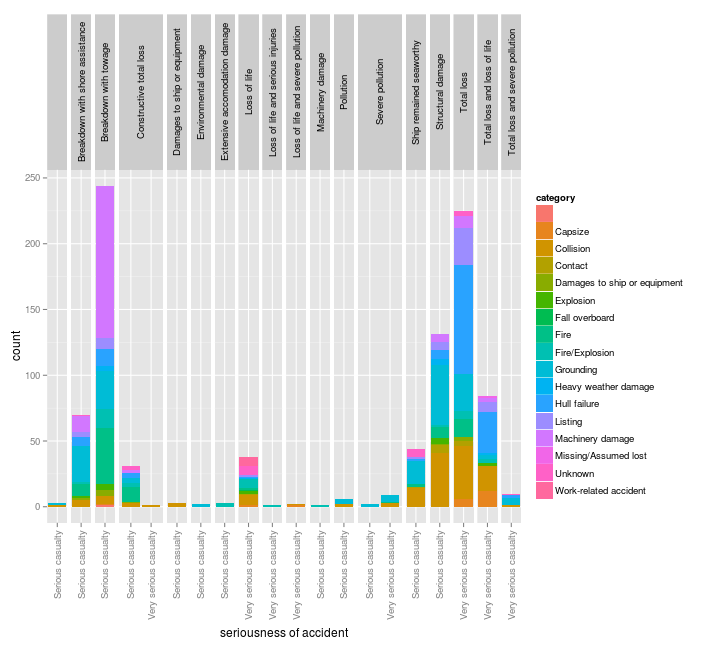 Breakdown with shore assistance
Breakdown with towage
Constructive total loss
Damages to ship or equipment
Environmental damage
Extensive accomodation damage
Loss of life
Loss of life and serious injuries
Loss of life and severe pollution
Machinery damage
Pollution
Severe pollution
Ship remained seaworthy
Structural damage
Total loss
Total loss and loss of life
Total loss and severe pollution
250
200
150
100
50
0
count
Serious casualty
Serious casualty
Serious casualty
Serious casualty
Very serious casualty
Serious casualty
Serious casualty
Serious casualty
Very serious casualty
Very serious casualty
Very serious casualty
Serious casualty
Serious casualty
Serious casualty
Very serious casualty
Serious casualty
Serious casualty
Very serious casualty
Very serious casualty
Very serious casualty
seriousness of accident
category
Capsize
Collision
Contact
Damages to ship or equipment
Explosion
Fall overboard
Fire
Fire/Explosion
Grounding
Heavy weather damage
Hull failure
Listing
Machinery damage
Missing/Assumed lost
Unknown
Work-related accident